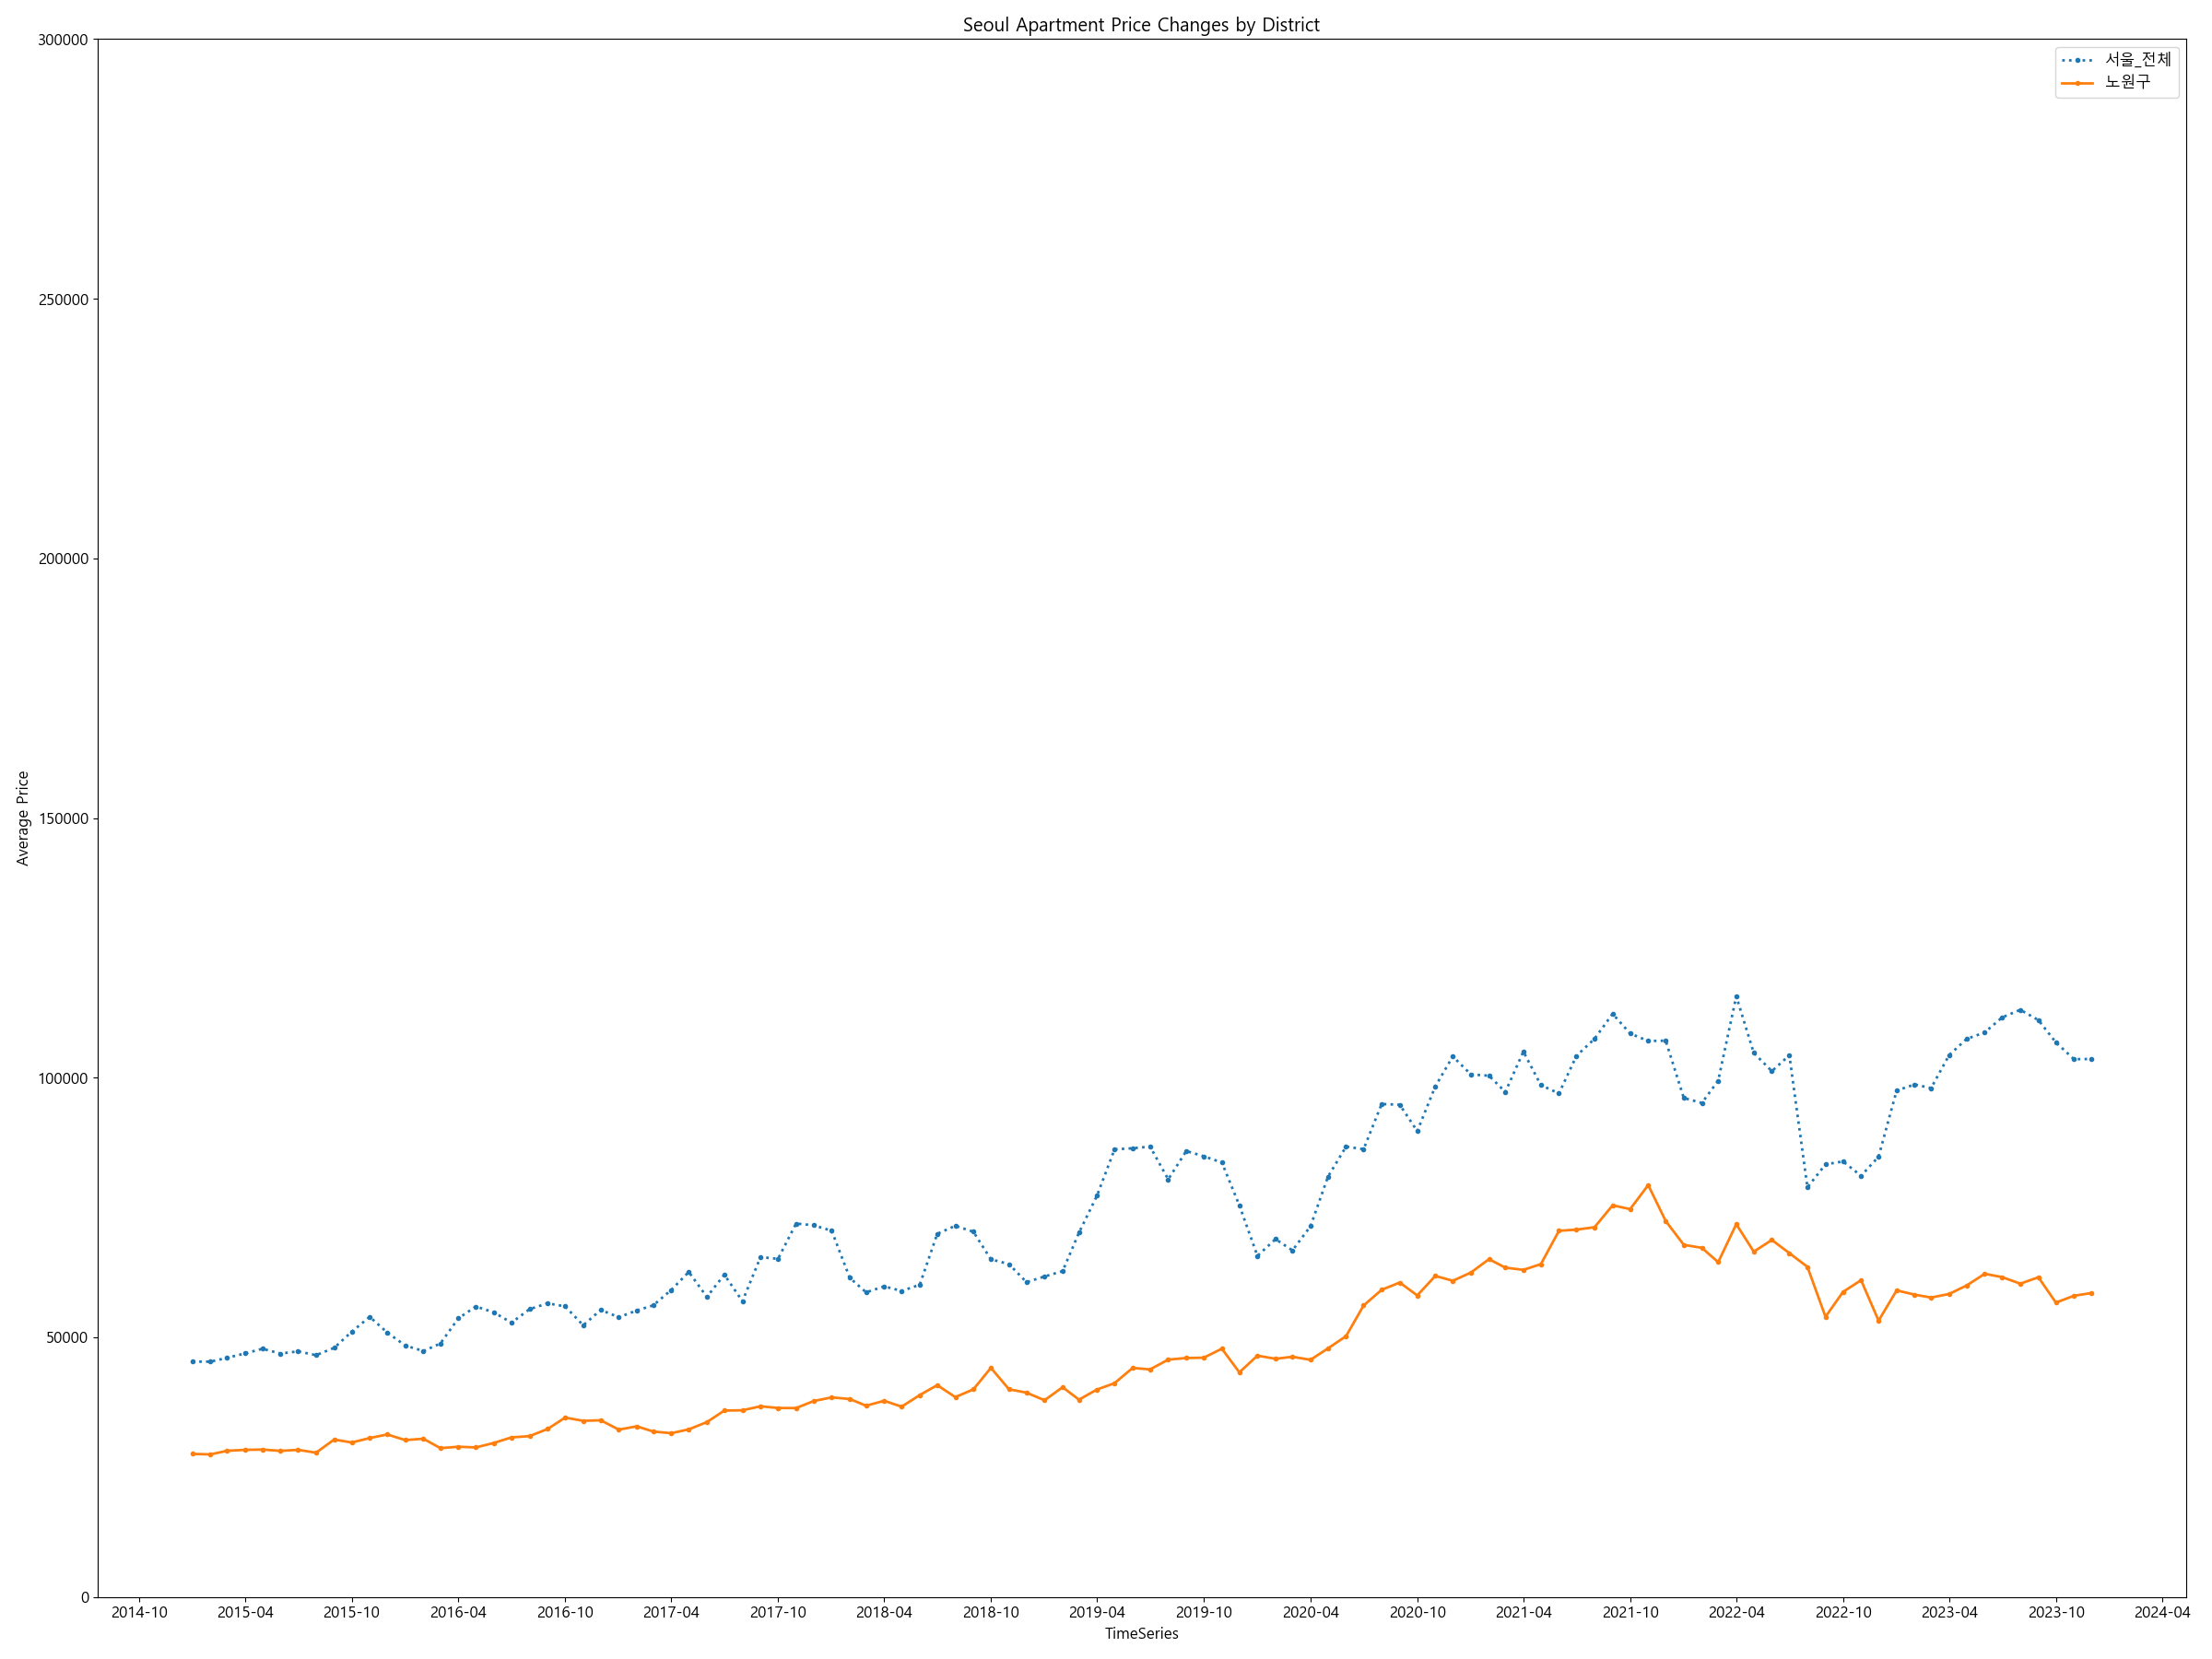 Seoul Apartment Price Changes by District
서울_전체
노원구
300000
250000
200000
150000
100000
50000
0
Average Price
2014-10 2015-04 2015-10 2016-04 2016-10 2017-04 2017-10 2018-04 2018-10 2019-04 2019-10 2020-04 2020-10 2021-04 2021-10 2022-04 2022-10 2023-04 2023-10 2024-04
TimeSeries